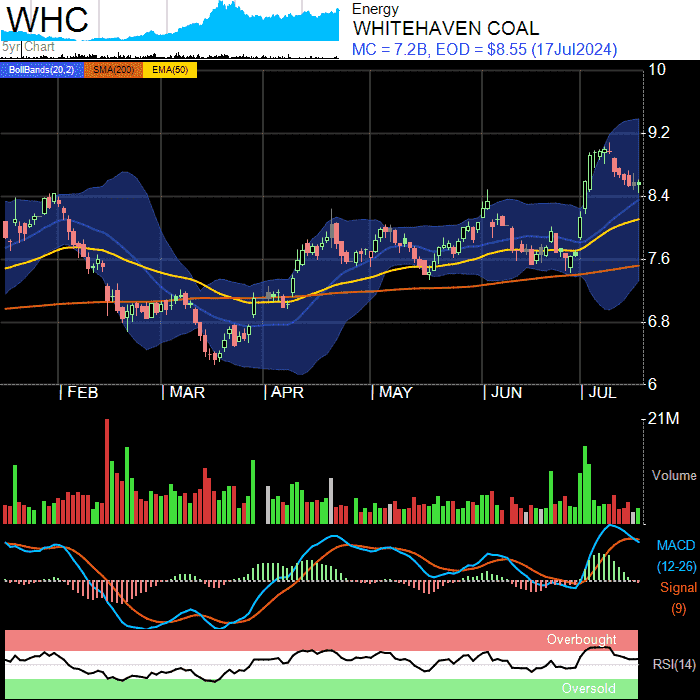 WHC
5yr Chart
Energy
WHITEHAVEN COAL
MC = 7.2B, EOD = $8.55 (17Jul2024)
BollBands(20,2) SMA(200) EMA(50)
10
9.2
8.4
7.6
6.8
6
FEB MAR APR MAY JUN JUL
21M
Volume
MACD
(12-26)
Signal
(9)
Overbought
RSI(14)
Oversold